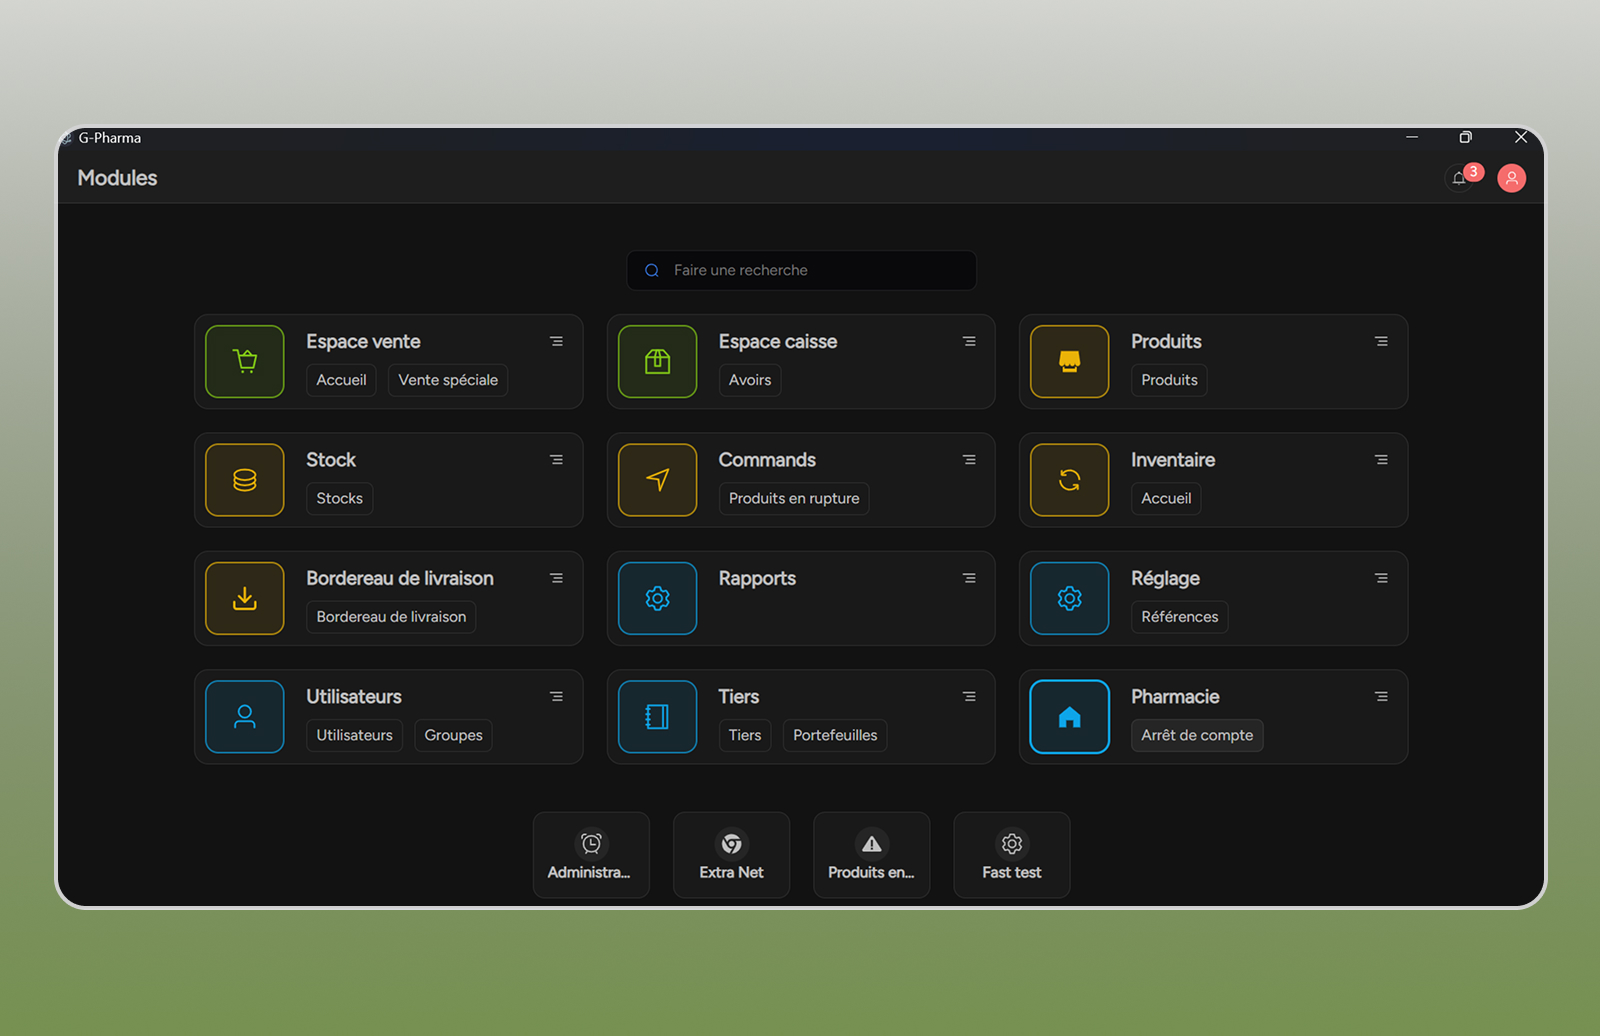 G-Pharma
Modules
3
Faire une recherche
Espace vente
Accueil Vente spéciale
Espace caisse
Avoirs
Produits
Produits
Stock
Stocks
Commands
Produits en rupture
Inventaire
Accueil
Bordereau de livraison
Bordereau de livraison
Rapports
Réglage
Références
Utilisateurs
Utilisateurs Groupes
Tiers
Tiers Portefeuilles
Pharmacie
Arrêt de compte
Administra...
Extra Net
Produits en...
Fast test